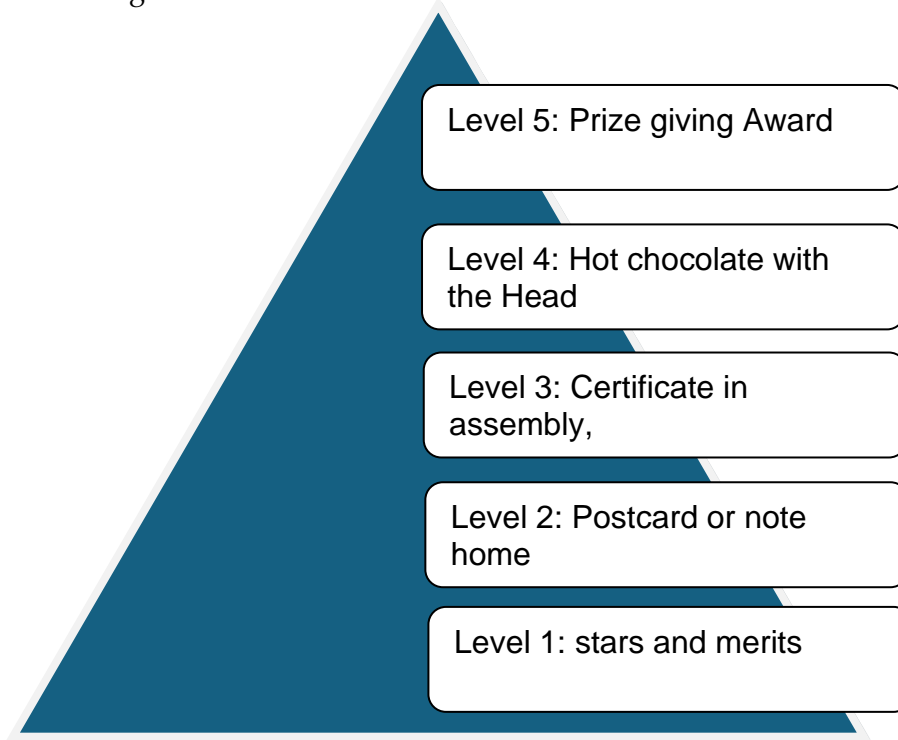 Level 5: Prize giving Award
Level 4: Hot chocolate with
the Head
Level 3: Certificate in
assembly,
Level 2: Postcard or note
home
Level 1: stars and merits